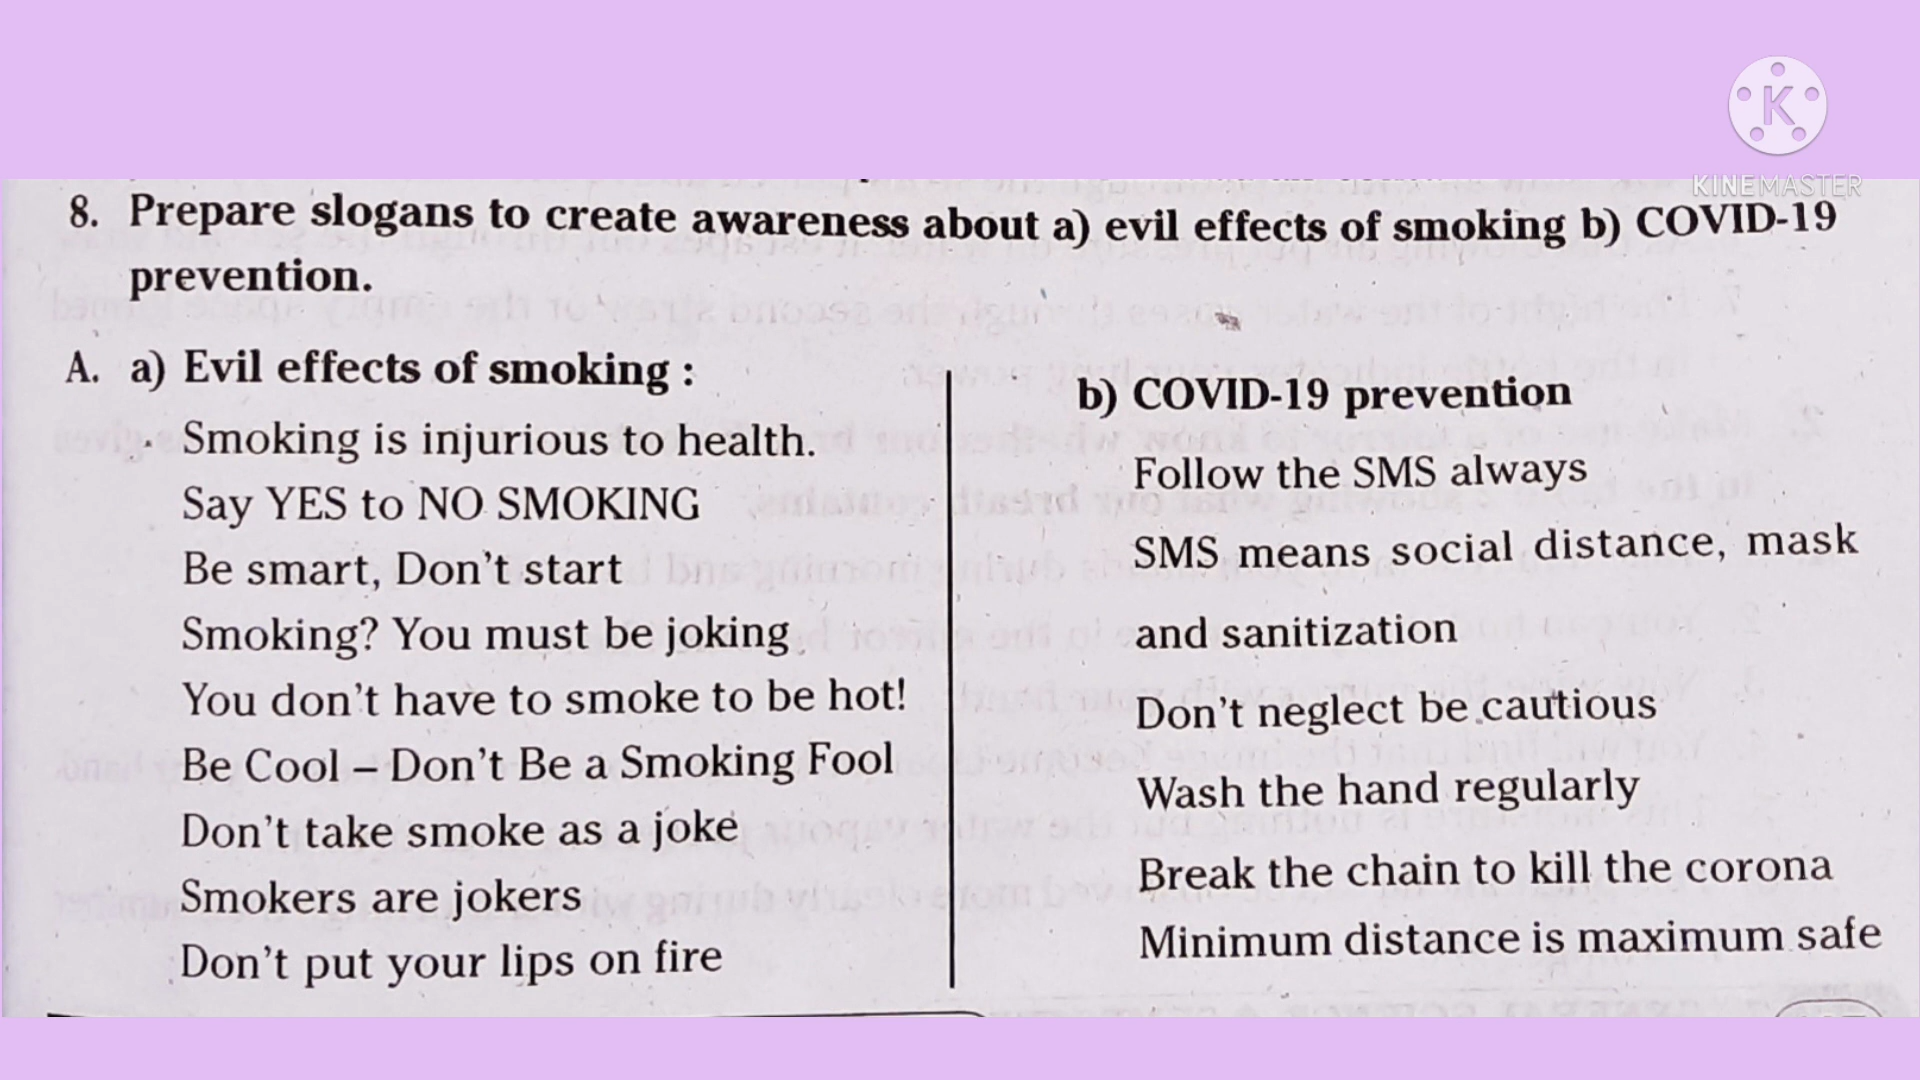 K
KINEMASTER
8. Prepare slogans to create awareness about a) evil effects of smoking b) COVID-19
prevention.
A. a) Evil effects of smoking :
Smoking is injurious to health.
Say YES to NO SMOKING
Be smart, Don't start
Smoking? You must be joking
You don't have to smoke to be hot!
Be Cool – Don't Be a Smoking Fool
Don't take smoke as a joke
Smokers are jokers
Don't put your lips on fire
b) COVID-19 prevention
Follow the SMS always
SMS means social distance, mask
and sanitization
Don't neglect be cautious
Wash the hand regularly
Break the chain to kill the corona
Minimum distance is maximum safe